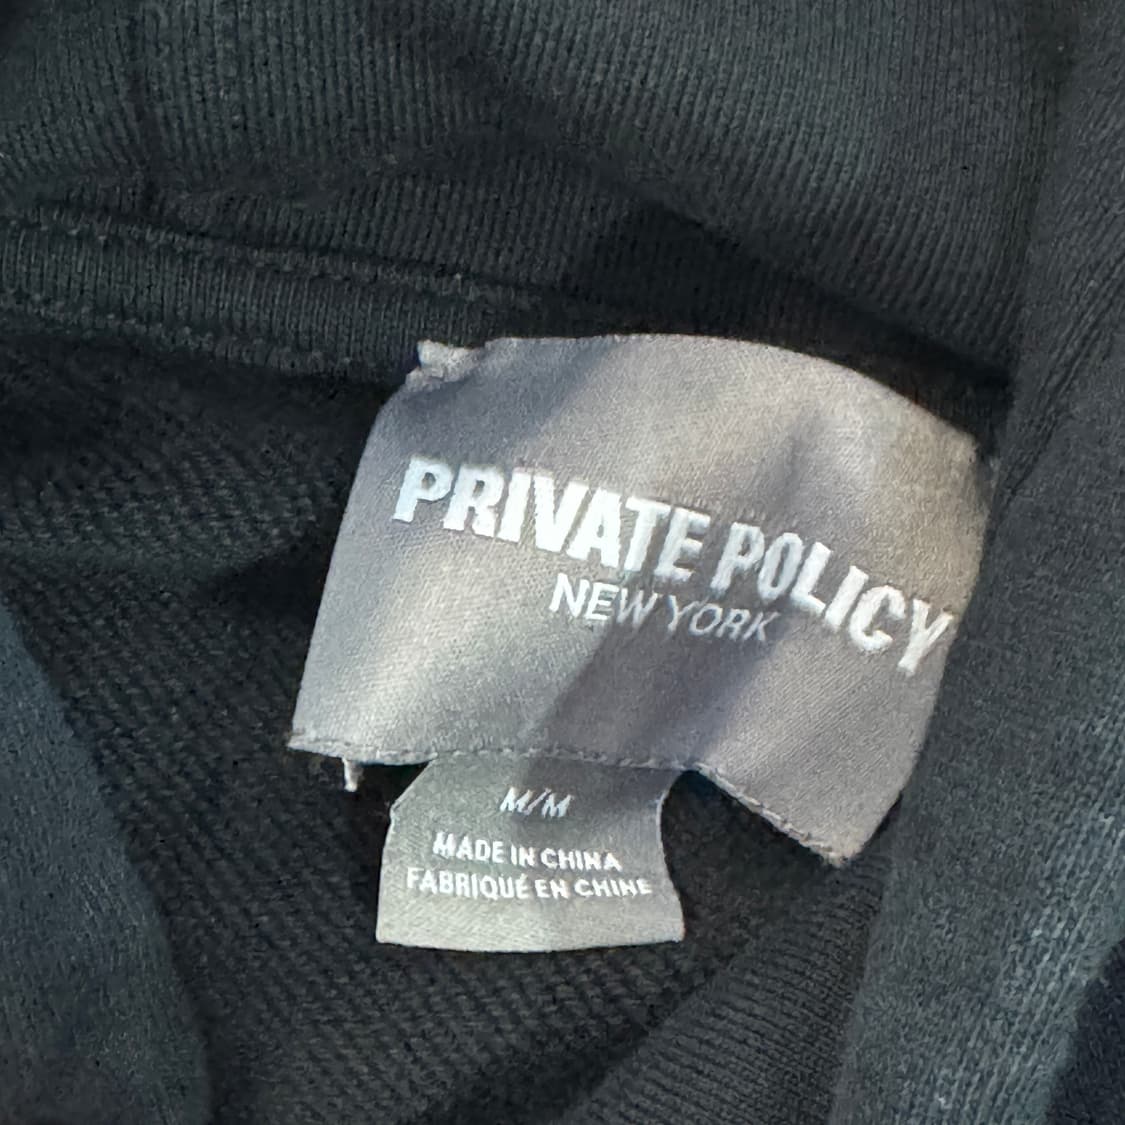 PRIVATE POLICY
NEW YORK
M/M
MADE IN CHINA
FABRIQUÉ EN CHINE